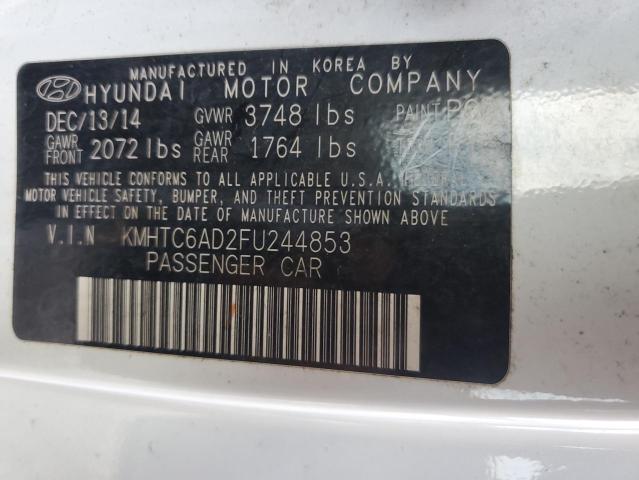 MANUFACTURED IN KOREA BY
HYUNDAI MOTOR COMPANY
DEC/13/14 GVWR 3748 lbs PAINT
GAWR FRONT 2072 lbs GAWR REAR 1764 lbs
THIS VEHICLE CONFORMS TO ALL APPLICABLE U.S.A.
MOTOR VEHICLE SAFETY, BUMPER, AND THEFT PREVENTION STANDARDS
IN EFFECT ON THE DATE OF MANUFACTURE SHOWN ABOVE.
V.I.N KMHTC6AD2FU244853
PASSENGER CAR